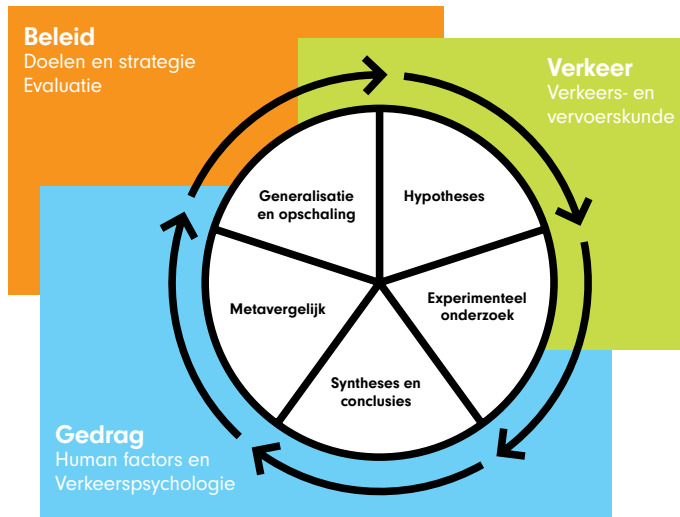 Beleid
Doelen en strategie
Evaluatie
Verkeer
Verkeers- en
vervoerskunde
Generalisatie
en opschaling
Hypotheses
Metavergelijk
Experimenteel
onderzoek
Syntheses en
conclusies
Gedrag
Human factors en
Verkeerspsychologie